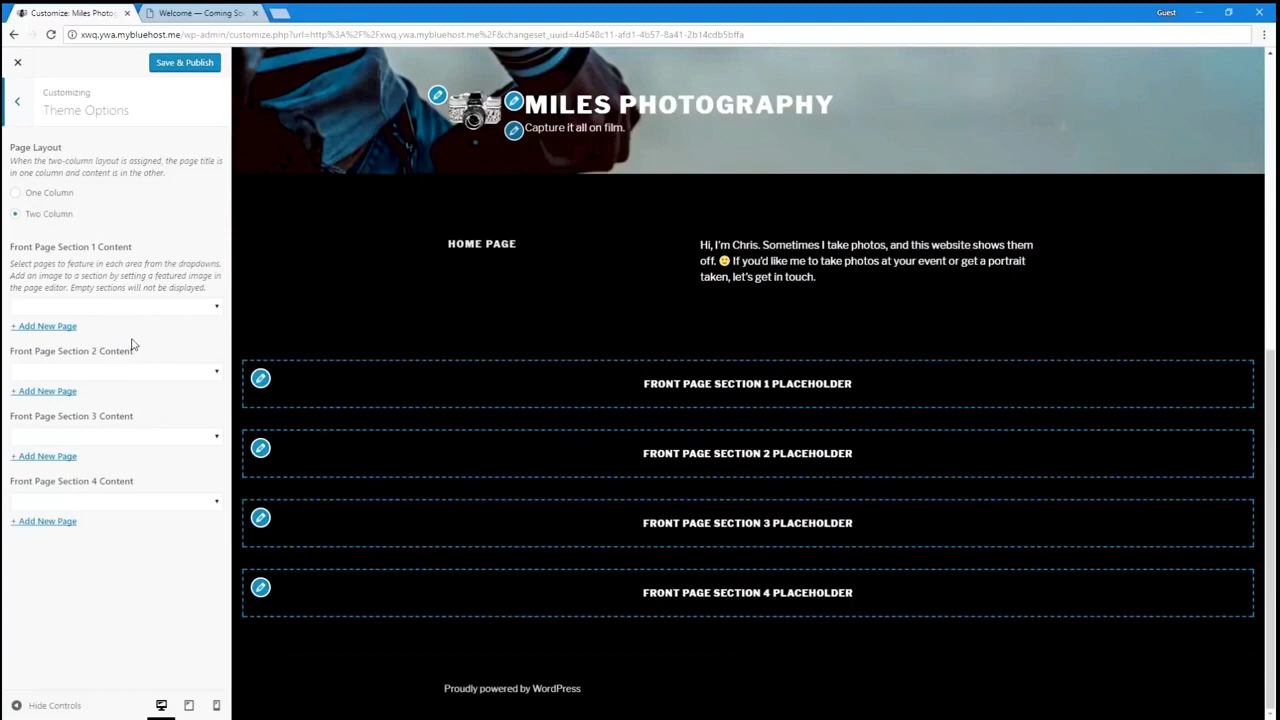 Customize: Miles Photog
Welcome — Coming So
Guest
xwq.ywa.mybluehost.me/wp-admin/customize.php?url=http%3A%2F%2Fxwq.ywa.mybluehost.me%2F&changeset_uuid=4d548c11-afd1-4b57-8a41-2b14cdb5bffa
Save & Publish
Customizing
Theme Options
Page Layout
When the two-column layout is assigned, the page title is
in one column and content is in the other.
One Column
Two Column
Front Page Section 1 Content
Select pages to feature in each area from the dropdowns.
Add an image to a section by setting a featured image in
the page editor. Empty sections will not be displayed.
+ Add New Page
Front Page Section 2 Content
+ Add New Page
Front Page Section 3 Content
+ Add New Page
Front Page Section 4 Content
+ Add New Page
Hide Controls
MILES PHOTOGRAPHY
Capture it all on film.
HOME PAGE
Hi, I'm Chris. Sometimes I take photos, and this website shows them
off. 🙂 If you'd like me to take photos at your event or get a portrait
taken, let's get in touch.
FRONT PAGE SECTION 1 PLACEHOLDER
FRONT PAGE SECTION 2 PLACEHOLDER
FRONT PAGE SECTION 3 PLACEHOLDER
FRONT PAGE SECTION 4 PLACEHOLDER
Proudly powered by WordPress